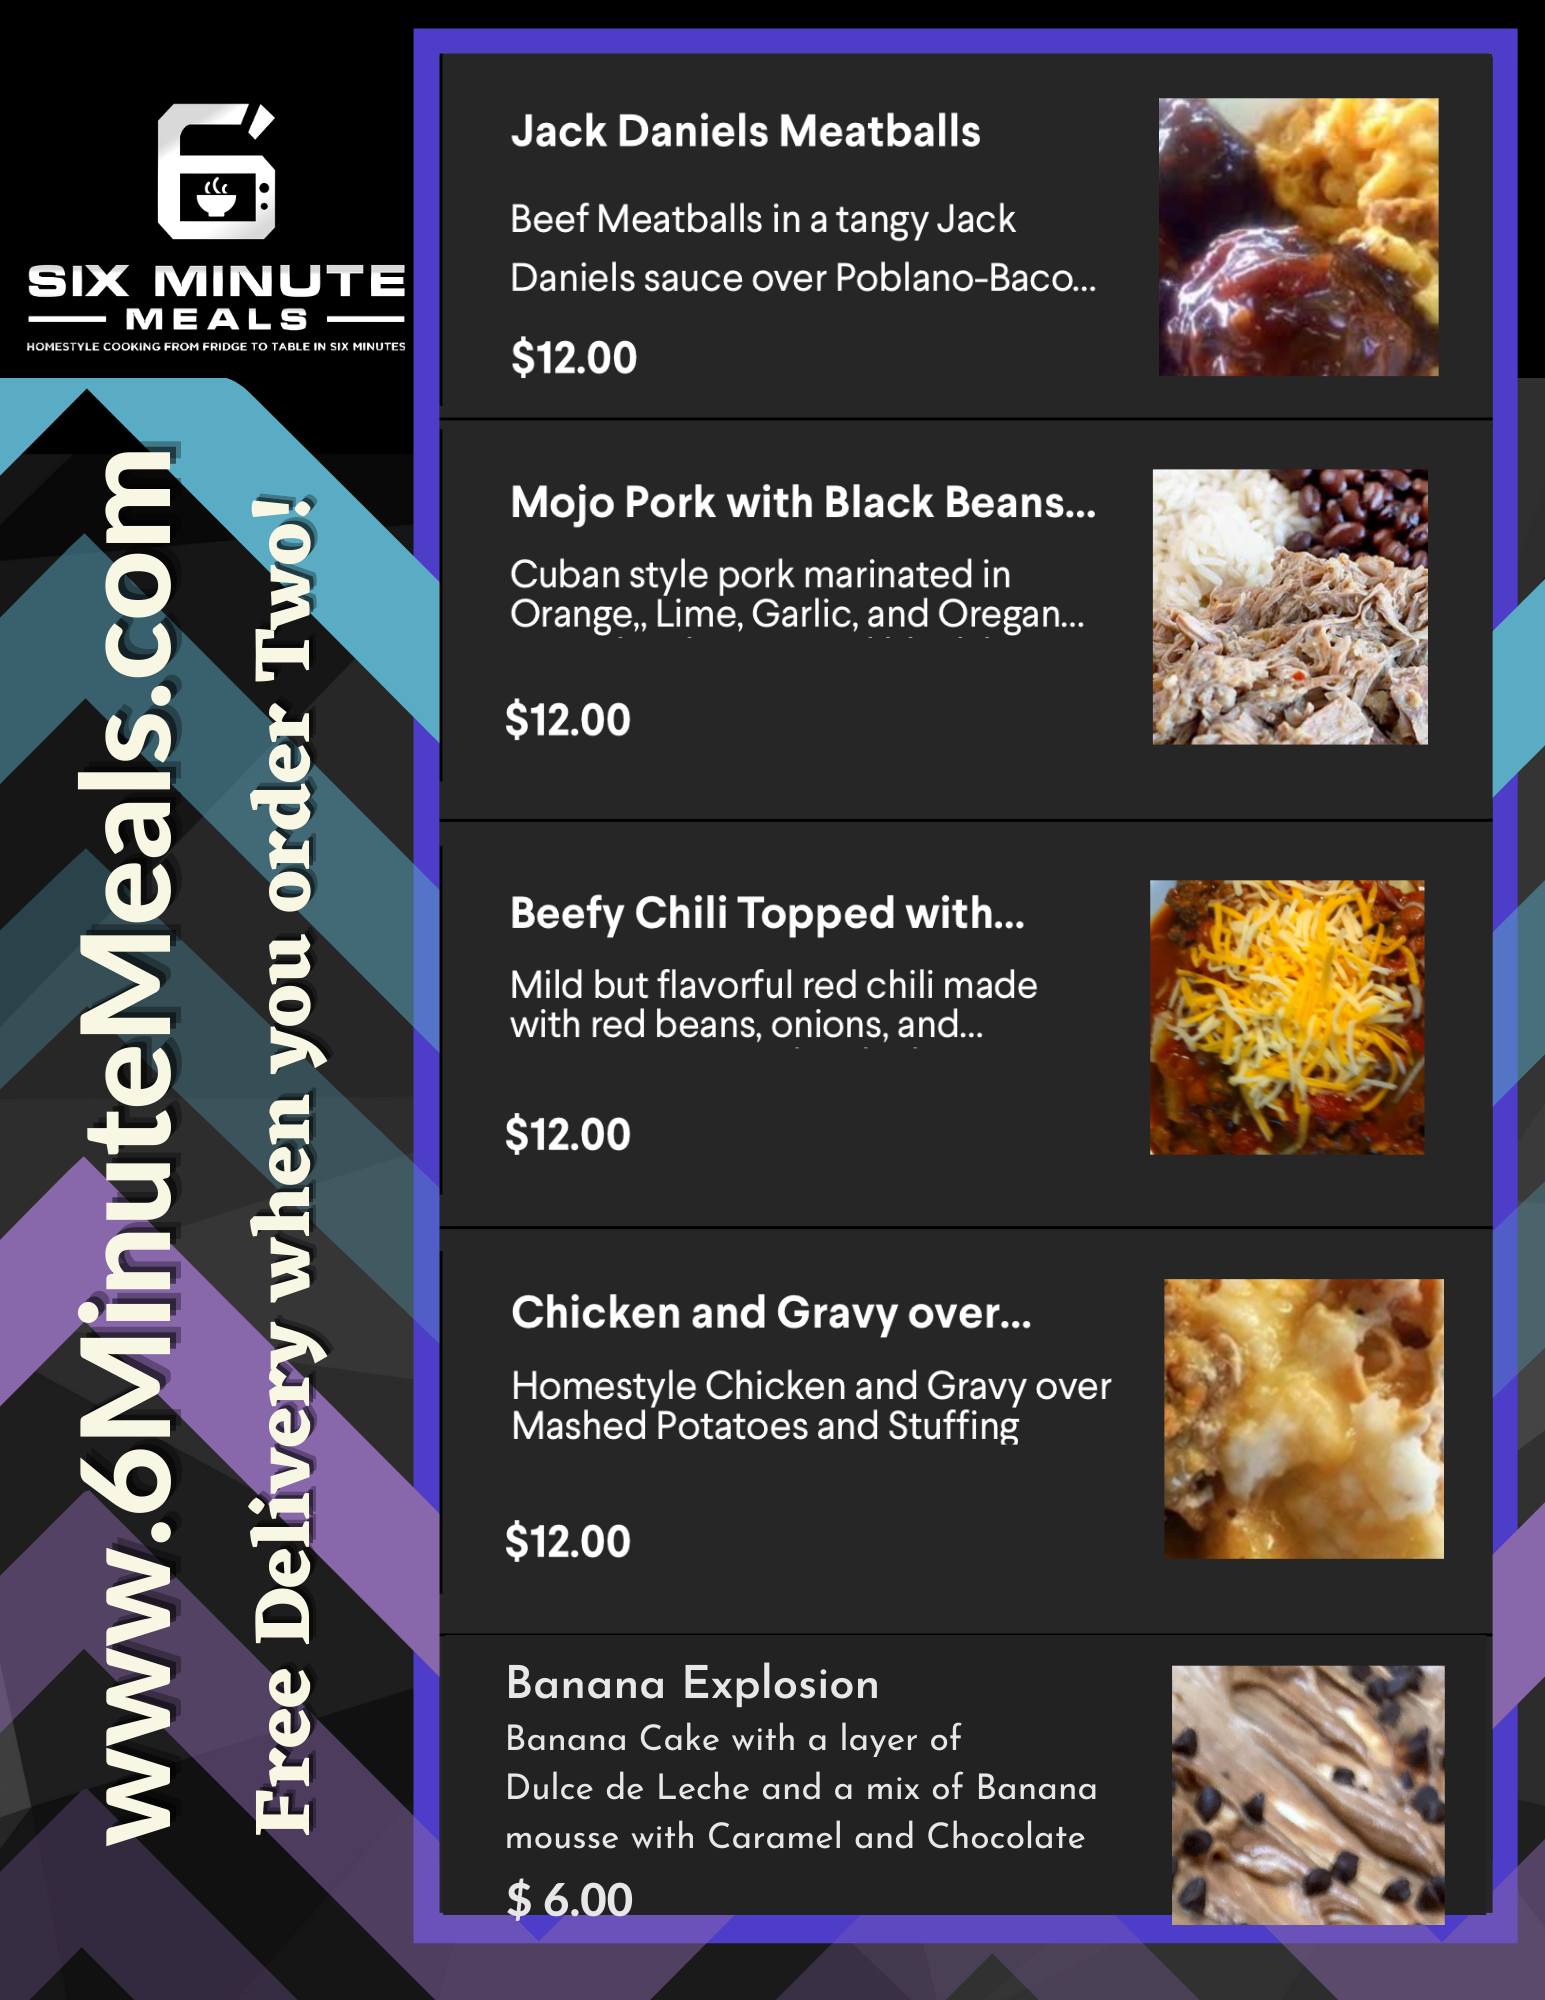 6
SIX MINUTE
MEALS
HOMESTYLE COOKING FROM FRIDGE TO TABLE IN SIX MINUTES
www.6MinuteMeals.com
Free Delivery when you order Two!
Jack Daniels Meatballs
Beef Meatballs in a tangy Jack
Daniels sauce over Poblano-Baco...
$12.00
Mojo Pork with Black Beans...
Cuban style pork marinated in
Orange,, Lime, Garlic, and Oregan...
$12.00
Beefy Chili Topped with...
Mild but flavorful red chili made
with red beans, onions, and...
$12.00
Chicken and Gravy over...
Homestyle Chicken and Gravy over
Mashed Potatoes and Stuffing
$12.00
Banana Explosion
Banana Cake with a layer of
Dulce de Leche and a mix of Banana
mousse with Caramel and Chocolate
$ 6.00